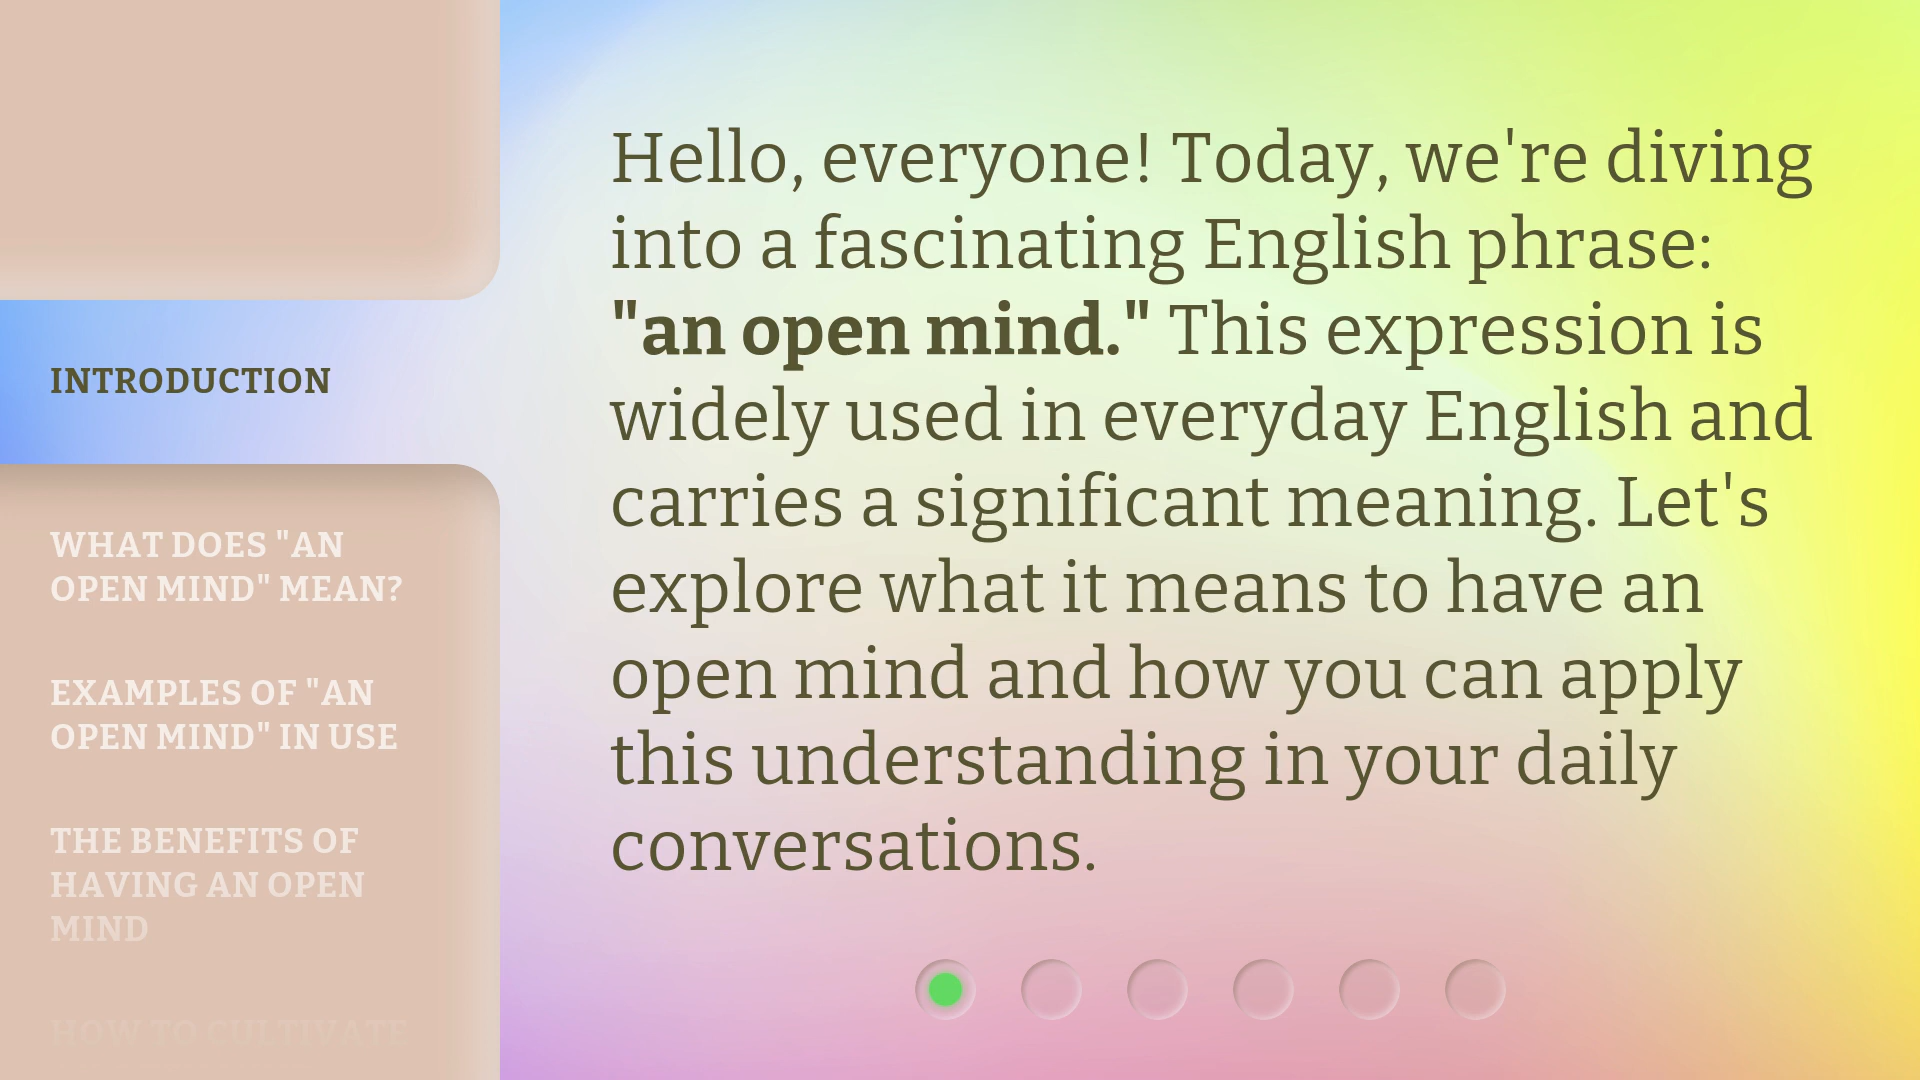 INTRODUCTION
WHAT DOES "AN
OPEN MIND" MEAN?
EXAMPLES OF "AN
OPEN MIND" IN USE
THE BENEFITS OF
HAVING AN OPEN
MIND
HOW TO CULTIVATE
Hello, everyone! Today, we're diving
into a fascinating English phrase:
"an open mind." This expression is
widely used in everyday English and
carries a significant meaning. Let's
explore what it means to have an
open mind and how you can apply
this understanding in your daily
conversations.